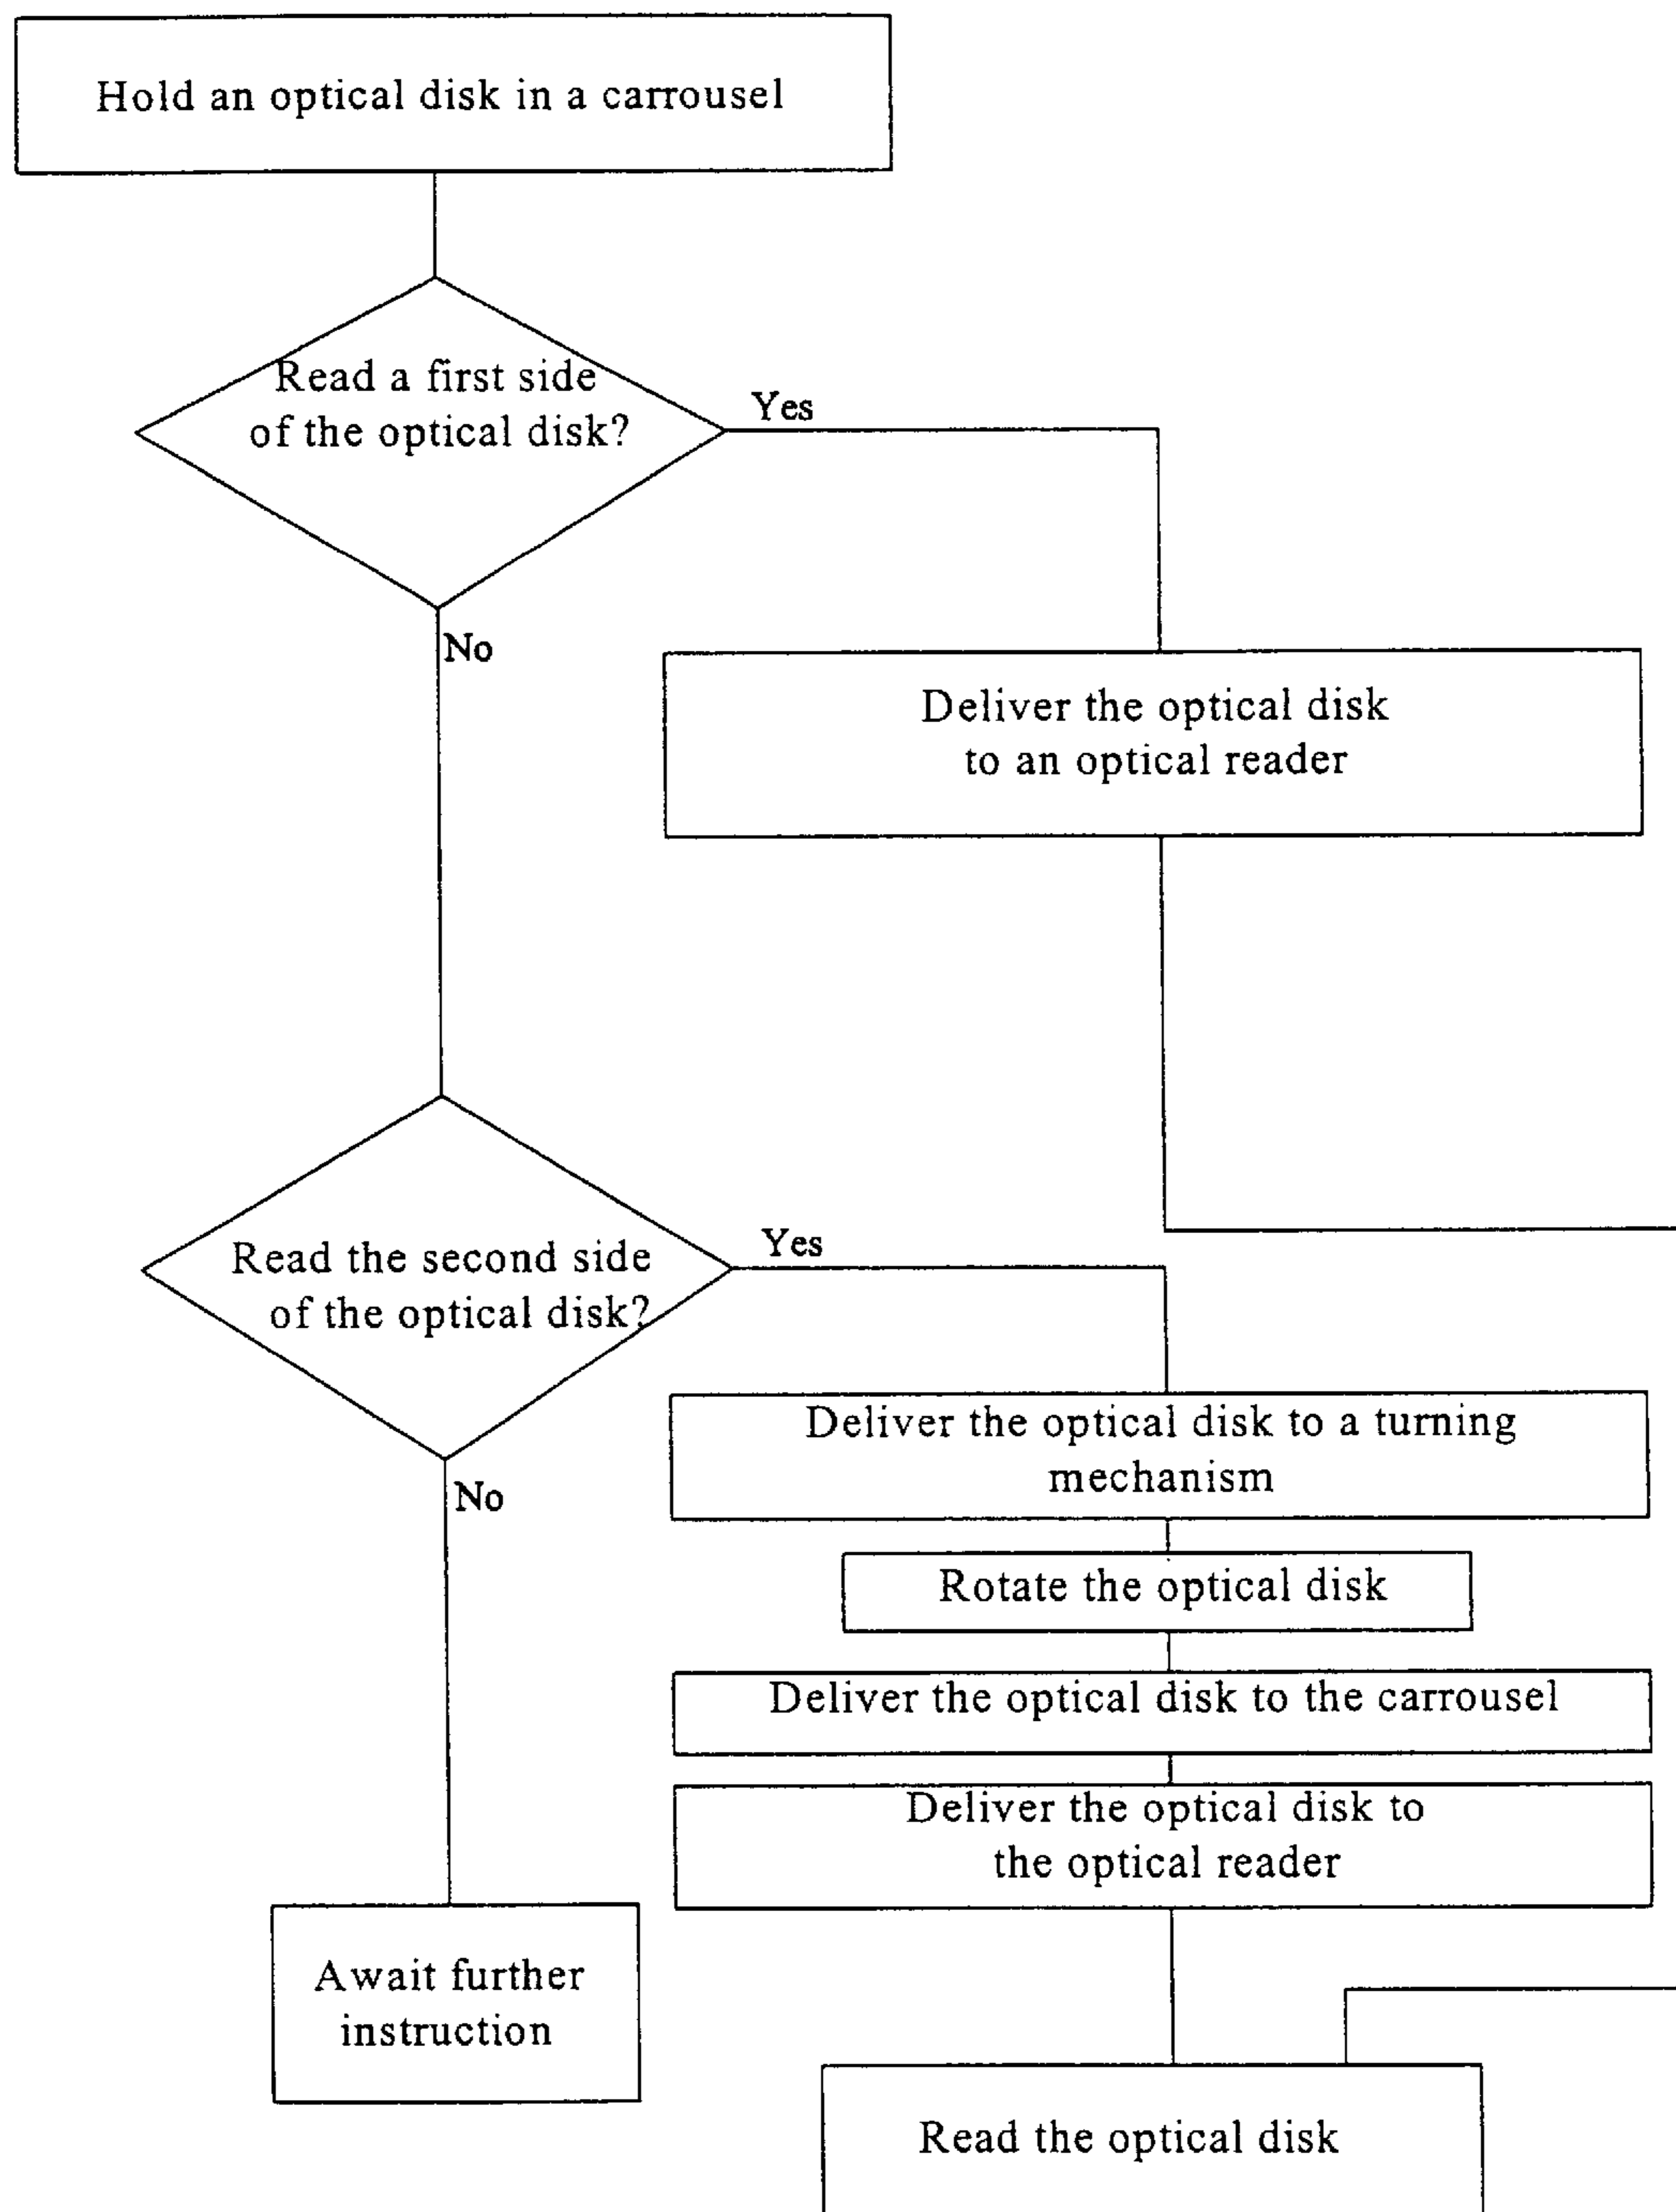 Hold an optical disk in a carrousel
Read a first side
of the optical disk?
Yes
No
Deliver the optical disk
to an optical reader
Read the second side
of the optical disk?
Yes
No
Deliver the optical disk to a turning
mechanism
Rotate the optical disk
Deliver the optical disk to the carrousel
Deliver the optical disk to
the optical reader
Await further
instruction
Read the optical disk